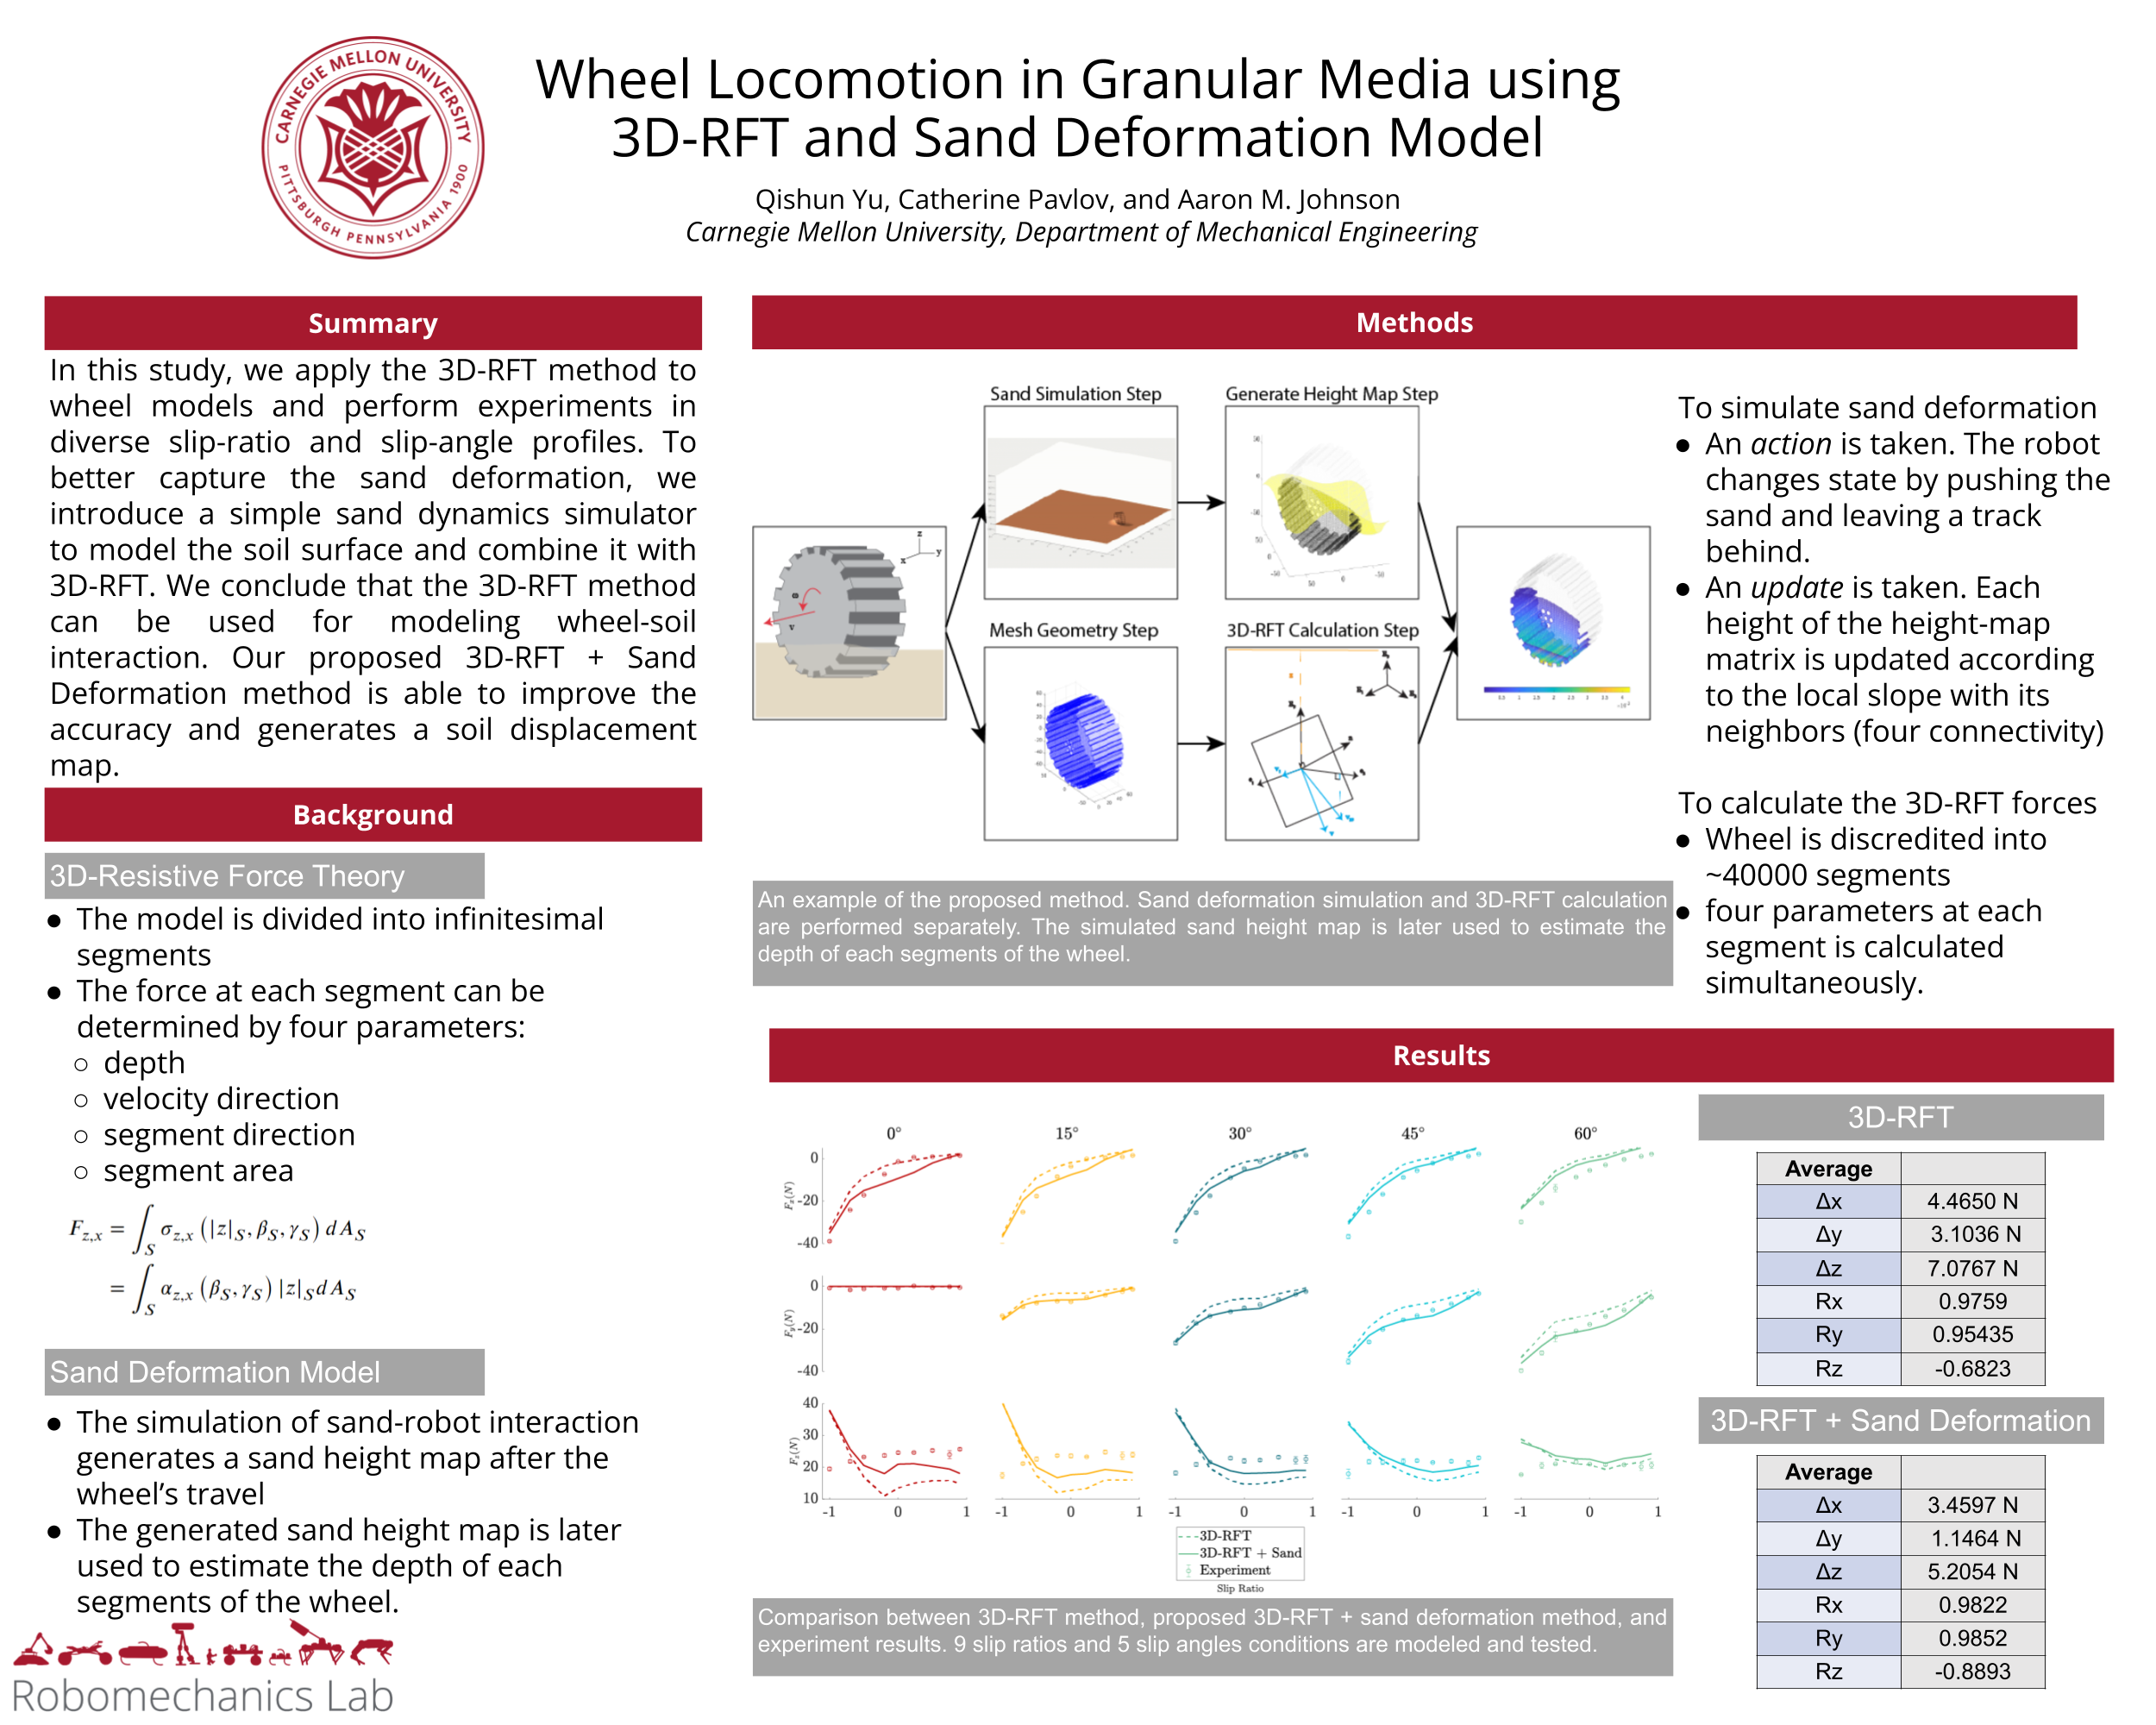 CARNEGIE MELLON UNIVERSITY
PITTSBURGH PENNSYLVANIA 1900
Wheel Locomotion in Granular Media using
3D-RFT and Sand Deformation Model
Qishun Yu, Catherine Pavlov, and Aaron M. Johnson
Carnegie Mellon University, Department of Mechanical Engineering
Summary
In this study, we apply the 3D-RFT method to
wheel models and perform experiments in
diverse slip-ratio and slip-angle profiles. To
better capture the sand deformation, we
introduce a simple sand dynamics simulator
to model the soil surface and combine it with
3D-RFT. We conclude that the 3D-RFT method
can be used for modeling wheel-soil
interaction. Our proposed 3D-RFT + Sand
Deformation method is able to improve the
accuracy and generates a soil displacement
map.
Background
3D-Resistive Force Theory
● The model is divided into infinitesimal
segments
● The force at each segment can be
determined by four parameters:
○ depth
○ velocity direction
○ segment direction
○ segment area
F_{z,x} = ∫_S σ_{z,x} (|z|_S, β_S, γ_S) dA_S
= ∫_S α_{z,x} (β_S, γ_S) |z|_S dA_S
Sand Deformation Model
● The simulation of sand-robot interaction
generates a sand height map after the
wheel's travel
● The generated sand height map is later
used to estimate the depth of each
segments of the wheel.
Robomechanics Lab
Methods
Sand Simulation Step
Generate Height Map Step
Mesh Geometry Step
3D-RFT Calculation Step
z
y
x
ω
v
An example of the proposed method. Sand deformation simulation and 3D-RFT calculation
are performed separately. The simulated sand height map is later used to estimate the
depth of each segments of the wheel.
To simulate sand deformation
● An action is taken. The robot
changes state by pushing the
sand and leaving a track
behind.
● An update is taken. Each
height of the height-map
matrix is updated according
to the local slope with its
neighbors (four connectivity)
To calculate the 3D-RFT forces
● Wheel is discredited into
~40000 segments
● four parameters at each
segment is calculated
simultaneously.
Results
0° 15° 30° 45° 60°
F_x(N)
0
-20
-40
F_y(N)
0
-20
-40
F_z(N)
40
30
20
10
-1 0 1 -1 0 1 -1 0 1 -1 0 1 -1 0 1
3D-RFT
3D-RFT + Sand
Experiment
Slip Ratio
Comparison between 3D-RFT method, proposed 3D-RFT + sand deformation method, and
experiment results. 9 slip ratios and 5 slip angles conditions are modeled and tested.
3D-RFT
Average
Δx 4.4650 N
Δy 3.1036 N
Δz 7.0767 N
Rx 0.9759
Ry 0.95435
Rz -0.6823
3D-RFT + Sand Deformation
Average
Δx 3.4597 N
Δy 1.1464 N
Δz 5.2054 N
Rx 0.9822
Ry 0.9852
Rz -0.8893